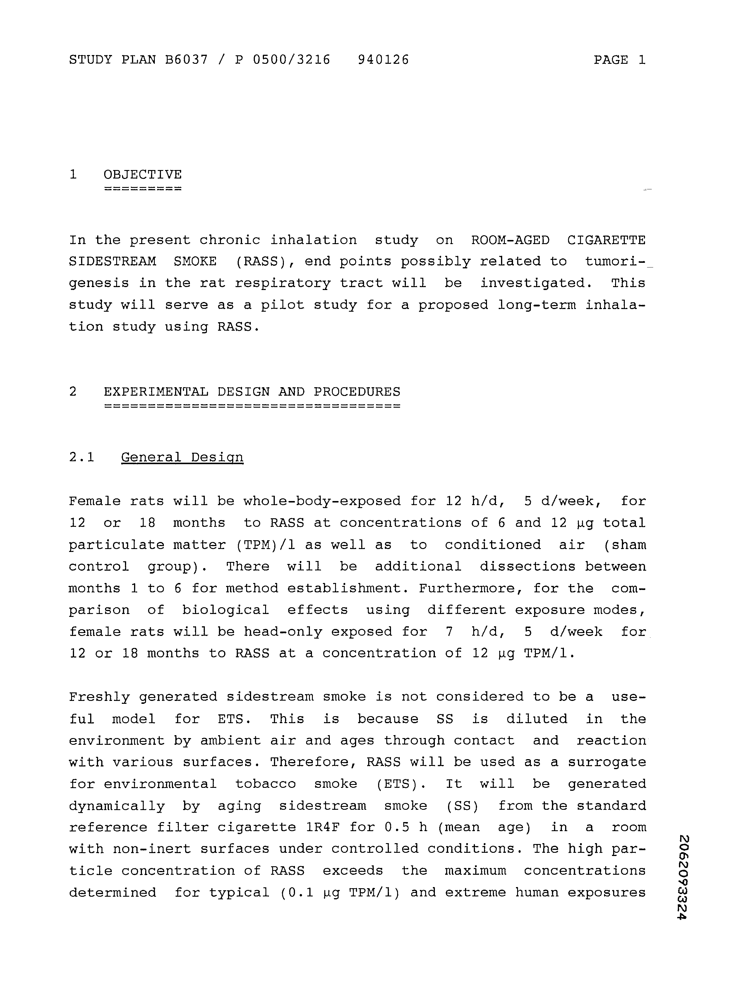 STUDY PLAN B6037 / P 0500/3216 940126 PAGE 1
1 OBJECTIVE
=========
In the present chronic inhalation study on ROOM-AGED CIGARETTE
SIDESTREAM SMOKE (RASS), end points possibly related to tumori-
genesis in the rat respiratory tract will be investigated. This
study will serve as a pilot study for a proposed long-term inhala-
tion study using RASS.
2 EXPERIMENTAL DESIGN AND PROCEDURES
==================================
2.1 General Design
Female rats will be whole-body-exposed for 12 h/d, 5 d/week, for
12 or 18 months to RASS at concentrations of 6 and 12 µg total
particulate matter (TPM)/l as well as to conditioned air (sham
control group). There will be additional dissections between
months 1 to 6 for method establishment. Furthermore, for the com-
parison of biological effects using different exposure modes,
female rats will be head-only exposed for 7 h/d, 5 d/week for
12 or 18 months to RASS at a concentration of 12 µg TPM/l.
Freshly generated sidestream smoke is not considered to be a use-
ful model for ETS. This is because SS is diluted in the
environment by ambient air and ages through contact and reaction
with various surfaces. Therefore, RASS will be used as a surrogate
for environmental tobacco smoke (ETS). It will be generated
dynamically by aging sidestream smoke (SS) from the standard
reference filter cigarette 1R4F for 0.5 h (mean age) in a room
with non-inert surfaces under controlled conditions. The high par-
ticle concentration of RASS exceeds the maximum concentrations
determined for typical (0.1 µg TPM/l) and extreme human exposures
2062093324